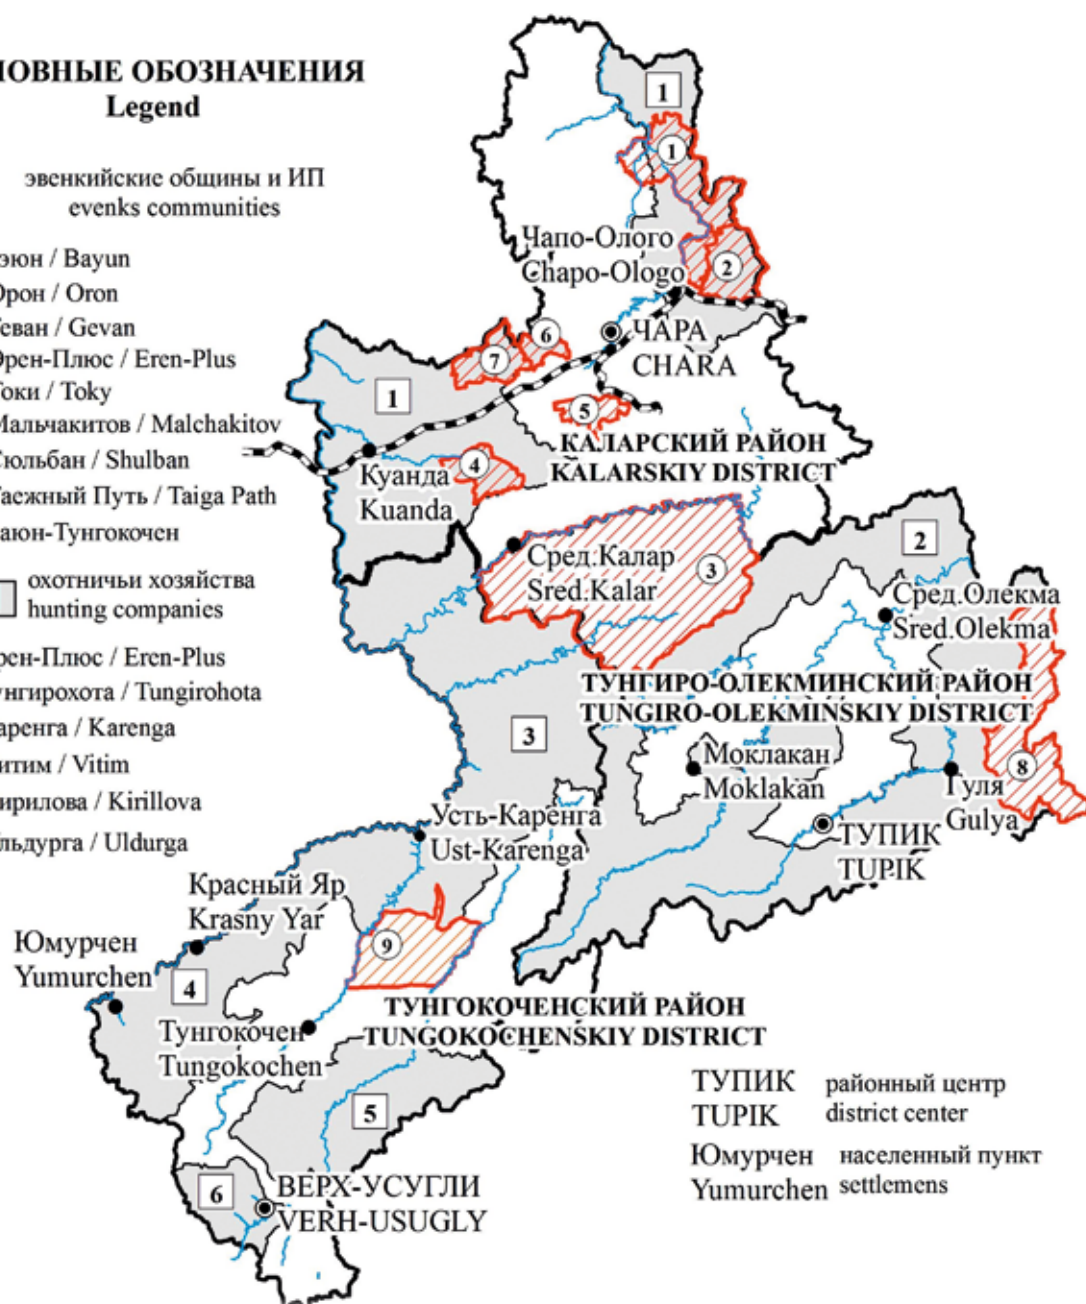 ЛОВНЫЕ ОБОЗНАЧЕНИЯ
Legend
эвенкийские общины и ИП
evenks communities
эюн / Bayun
Орон / Oron
Геван / Gevan
Эрен-Плюс / Eren-Plus
Токи / Toky
Мальчакитов / Malchakitov
Сюльбан / Shulban
Таежный Путь / Taiga Path
аюн-Тунгокочен
охотничьи хозяйства
hunting companies
рен-Плюс / Eren-Plus
унгирохота / Tungirohota
аренга / Karenga
итим / Vitim
ирилова / Kirillova
льдурга / Uldurga
1
1
Чапо-Олого
Chapo-Ologo
2
ЧАРА
CHARA
6
7
1
5
КАЛАРСКИЙ РАЙОН
KALARSKIY DISTRICT
4
Куанда
Kuanda
2
Сред.Калар
Sred.Kalar
3
Сред.Олекма
Sred.Olekma
ТУНГИРО-ОЛЕКМИНСКИЙ РАЙОН
TUNGIRO-OLEKMINSKIY DISTRICT
3
Моклакан
Moklakan
8
Гуля
Gulya
Усть-Каренга
Ust-Karenga
ТУПИК
TUPIK
Красный Яр
Krasny Yar
9
Юмурчен
Yumurchen
4
ТУНГОКОЧЕНСКИЙ РАЙОН
TUNGOKOCHENSKIY DISTRICT
Тунгокочен
Tungokochen
5
6
ВЕРХ-УСУГЛИ
VERH-USUGLY
ТУПИК районный центр
TUPIK district center
Юмурчен населенный пункт
Yumurchen settlemens